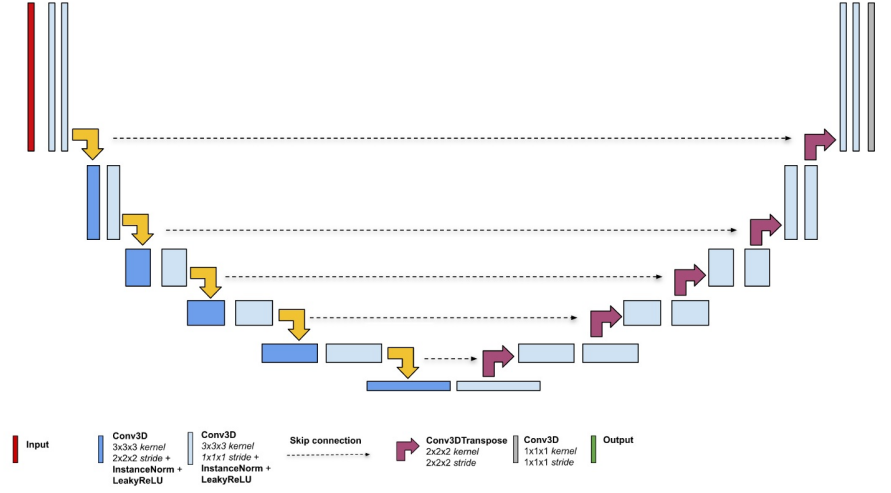 Input
Conv3D
3x3x3 kernel
2x2x2 stride +
InstanceNorm +
LeakyReLU
Conv3D
3x3x3 kernel
1x1x1 stride +
InstanceNorm +
LeakyReLU
Skip connection
Conv3DTranspose
2x2x2 kernel
2x2x2 stride
Conv3D
1x1x1 kernel
1x1x1 stride
Output